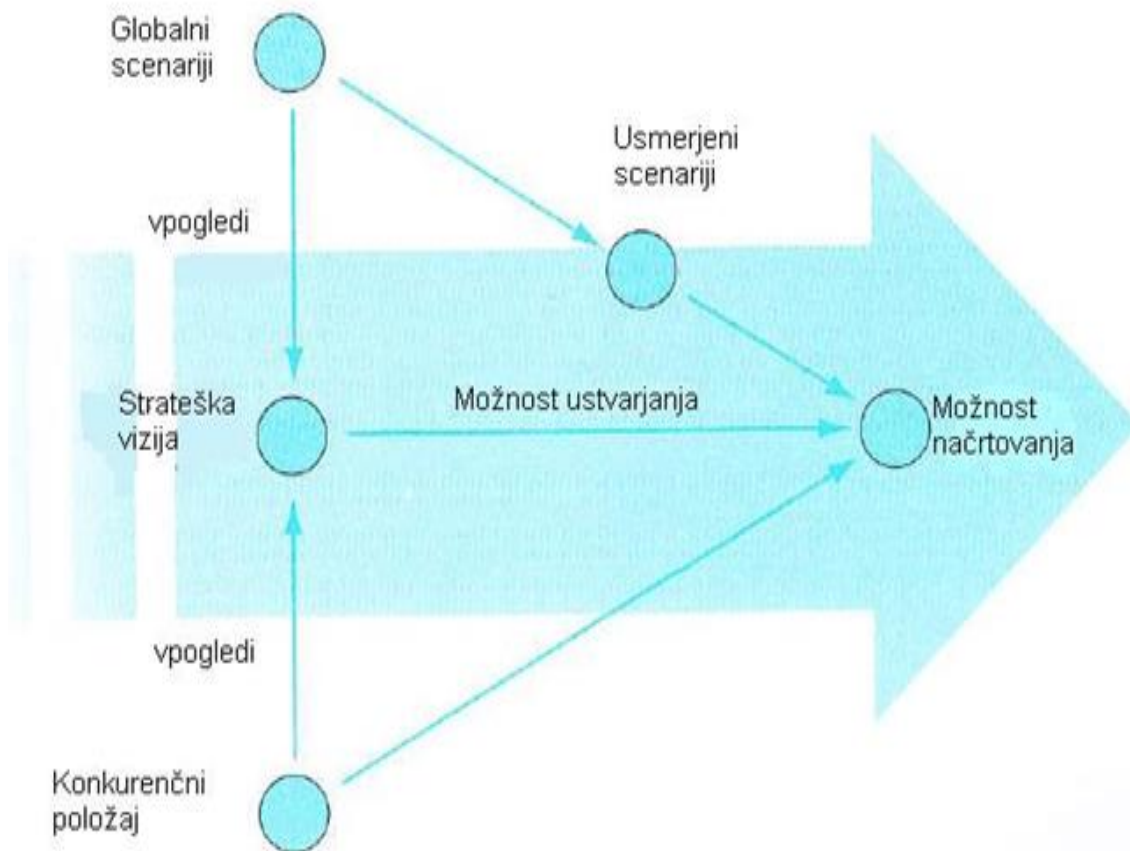 Globalni
scenariji
Usmerjeni
scenariji
vpogledi
Strateška
vizija
Možnost ustvarjanja
Možnost
načrtovanja
vpogledi
Konkurenčni
položaj